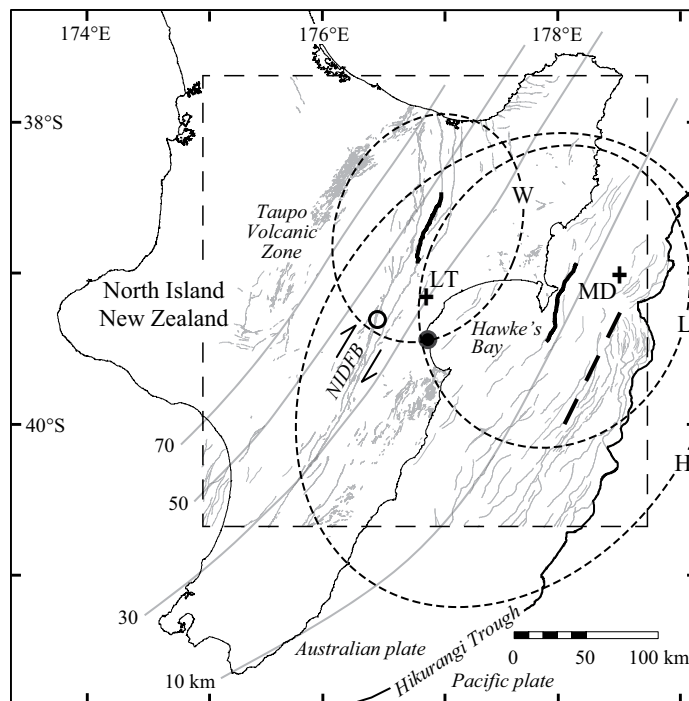 174°E
176°E
178°E
38°S
W
Taupo
Volcanic
Zone
LT
MD
North Island
New Zealand
L
Hawke's
Bay
NIDFB
40°S
70
H
50
30
Australian plate
Hikurangi Trough
10 km
Pacific plate
0 50 100 km